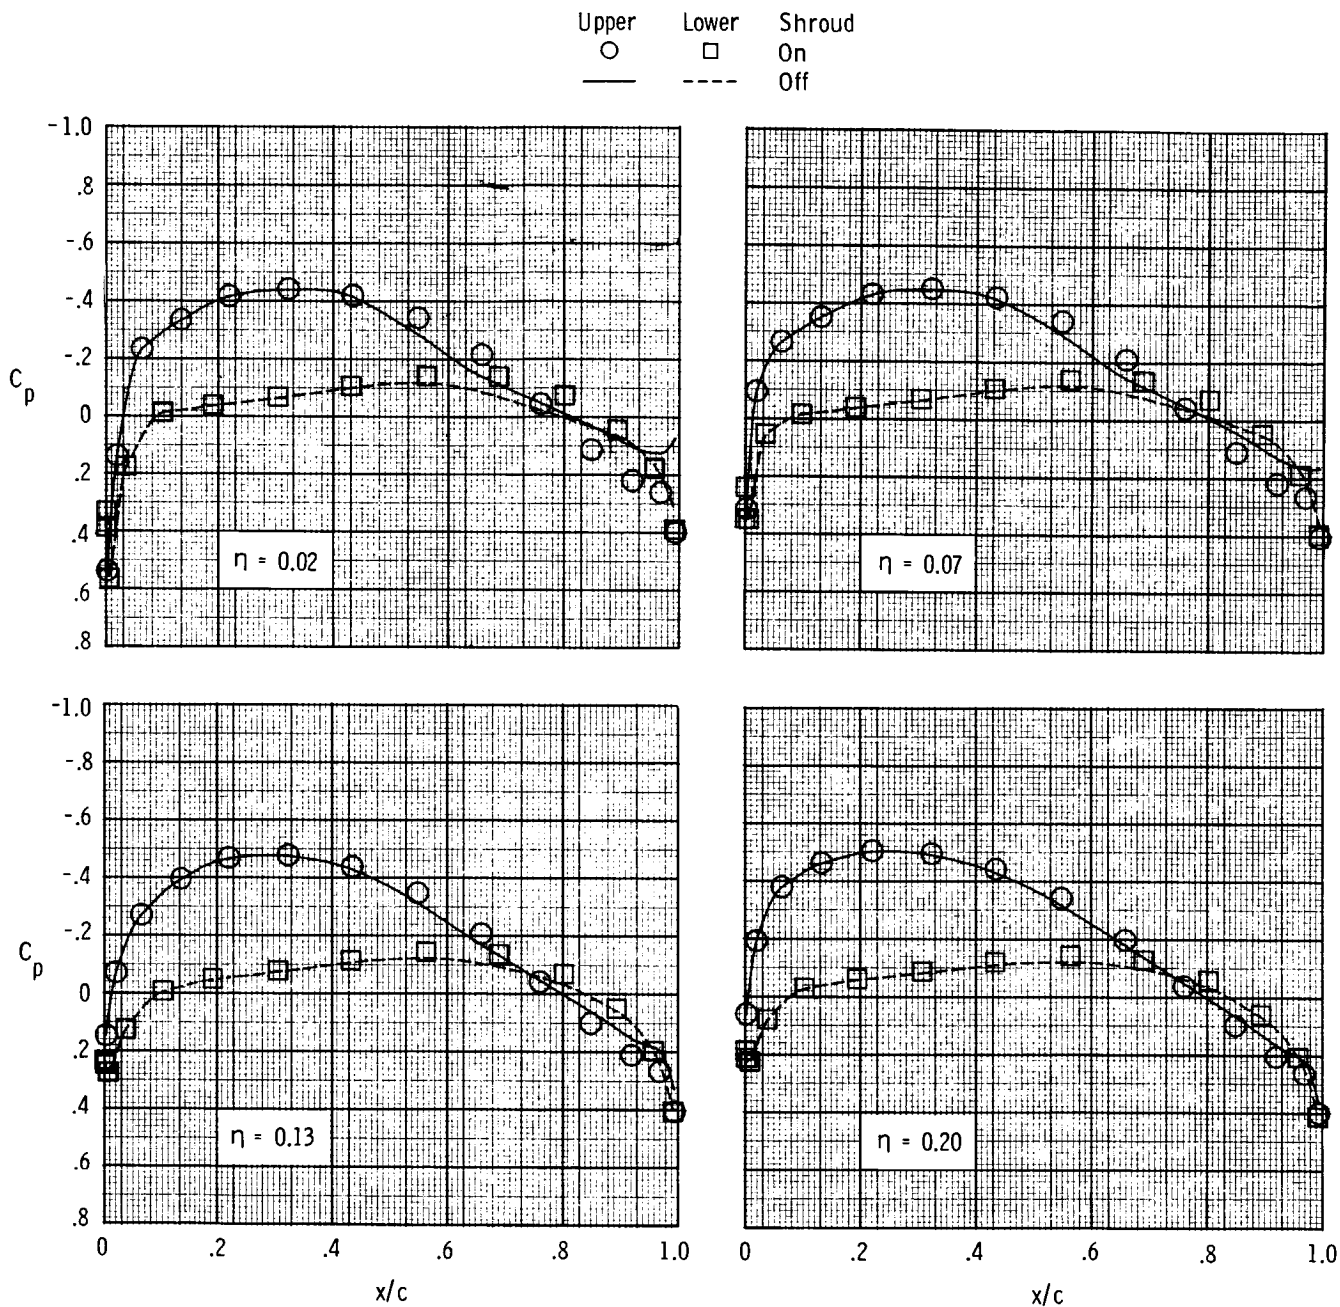 Upper Lower Shroud
On
Off
-1.0
.8
-.6
-.4
-.2
Cp
0
.2
.4
η = 0.02
η = 0.07
.6
.8
-1.0
-.8
-.6
-.4
-.2
Cp
0
.2
.4
η = 0.13
η = 0.20
.6
.8
0 .2 .4 .6 .8 1.0
0 .2 .4 .6 .8 1.0
x/c
x/c